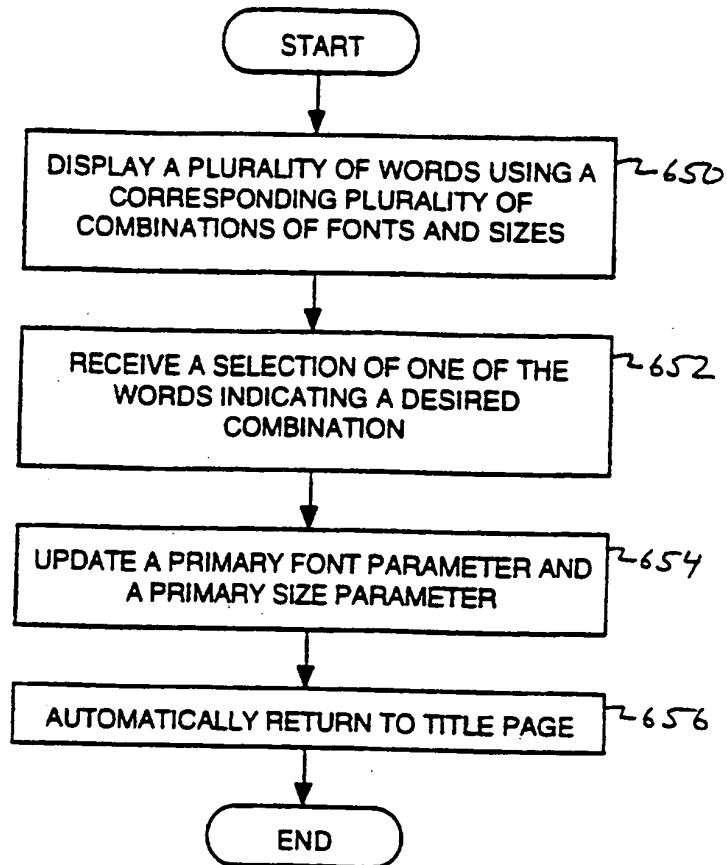 START
DISPLAY A PLURALITY OF WORDS USING A
CORRESPONDING PLURALITY OF
COMBINATIONS OF FONTS AND SIZES
650
RECEIVE A SELECTION OF ONE OF THE
WORDS INDICATING A DESIRED
COMBINATION
652
UPDATE A PRIMARY FONT PARAMETER AND
A PRIMARY SIZE PARAMETER
654
AUTOMATICALLY RETURN TO TITLE PAGE
656
END